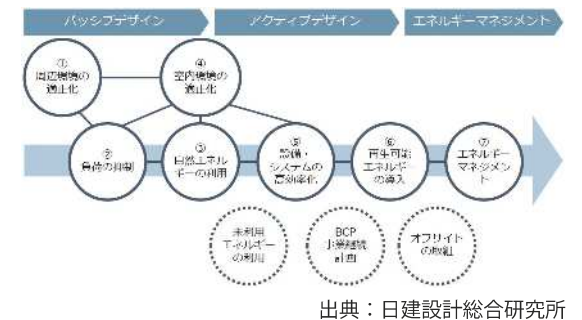 パッシブデザイン
アクティブデザイン
エネルギーマネジメント
①
周辺環境の
適正化
④
室内環境の
適正化
②
負荷の抑制
③
自然エネル
ギーの利用
⑤
設備・
システムの
高効率化
⑥
再生可能
エネルギー
の導入
⑦
エネルギー
マネジメン
ト
未利用
エネルギー
の利用
BCP
事業継続
計画
オフサイト
の取組
出典：日建設計総合研究所